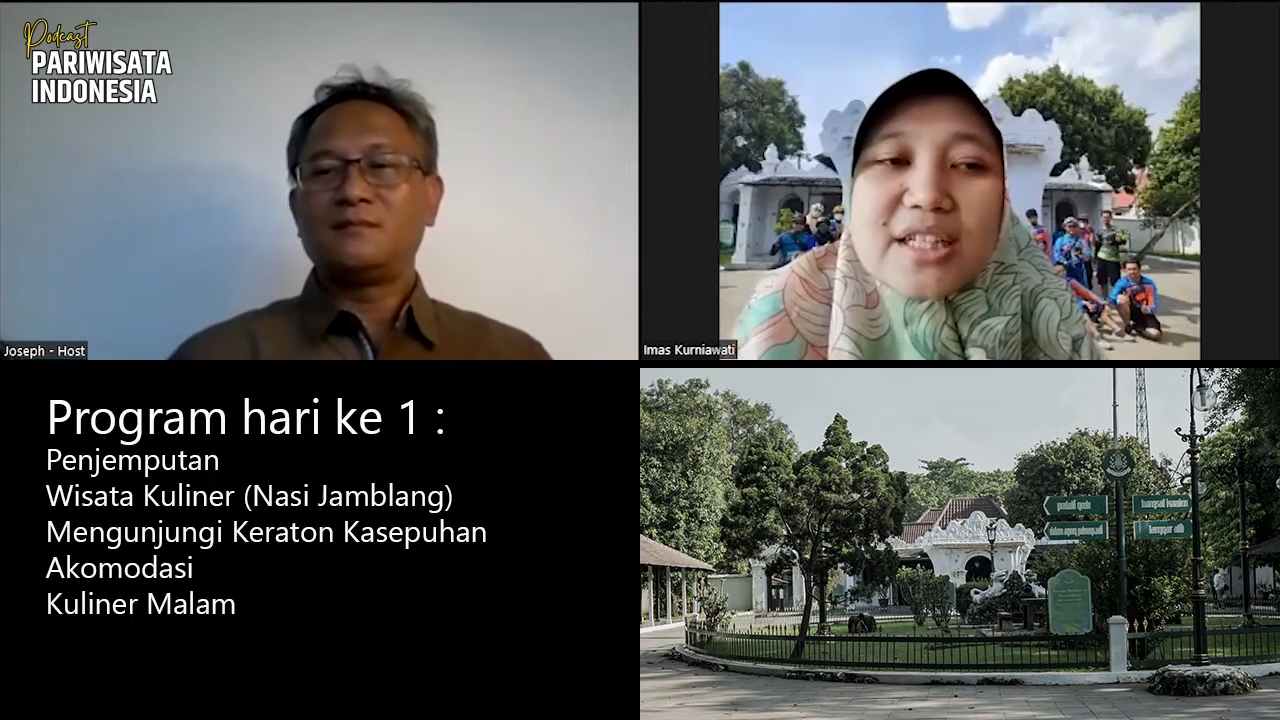 Podcast
PARIWISATA
INDONESIA
Joseph - Host
Imas Kurniawati
Program hari ke 1 :
Penjemputan
Wisata Kuliner (Nasi Jamblang)
Mengunjungi Keraton Kasepuhan
Akomodasi
Kuliner Malam